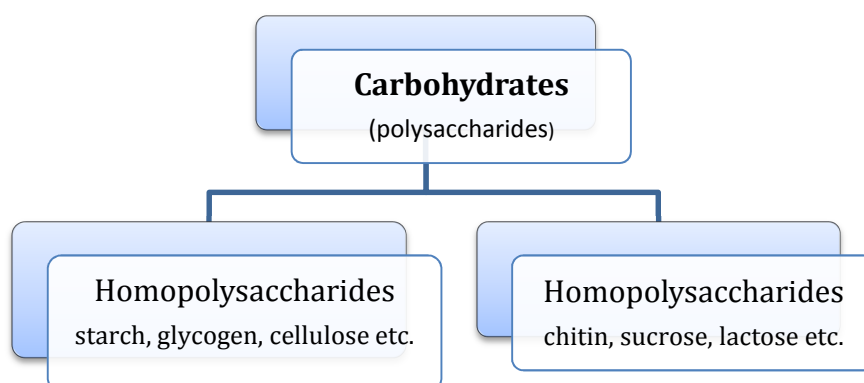 Carbohydrates
(polysaccharides)
Homopolysaccharides
starch, glycogen, cellulose etc.
Homopolysaccharides
chitin, sucrose, lactose etc.